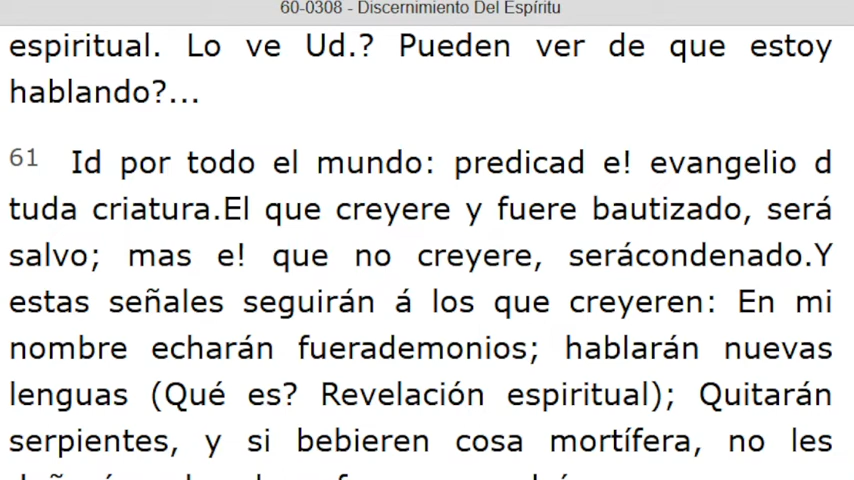 60-0308 - Discernimiento Del Espíritu
espiritual. Lo ve Ud.? Pueden ver de que estoy
hablando?...
61 Id por todo el mundo: predicad e! evangelio d
tuda criatura.El que creyere y fuere bautizado, será
salvo; mas e! que no creyere, serácondenado.Y
estas señales seguirán á los que creyeren: En mi
nombre echarán fuerademonios; hablarán nuevas
lenguas (Qué es? Revelación espiritual); Quitarán
serpientes, y si bebieren cosa mortífera, no les